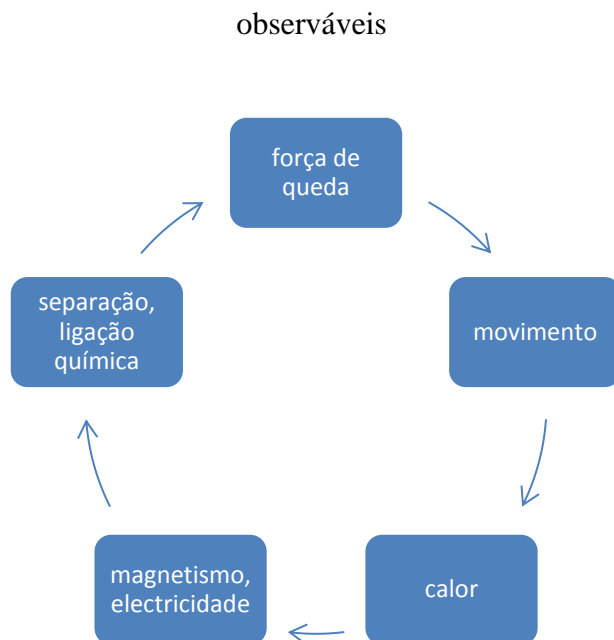 observáveis
força de
queda
movimento
calor
magnetismo,
electricidade
separação,
ligação
química